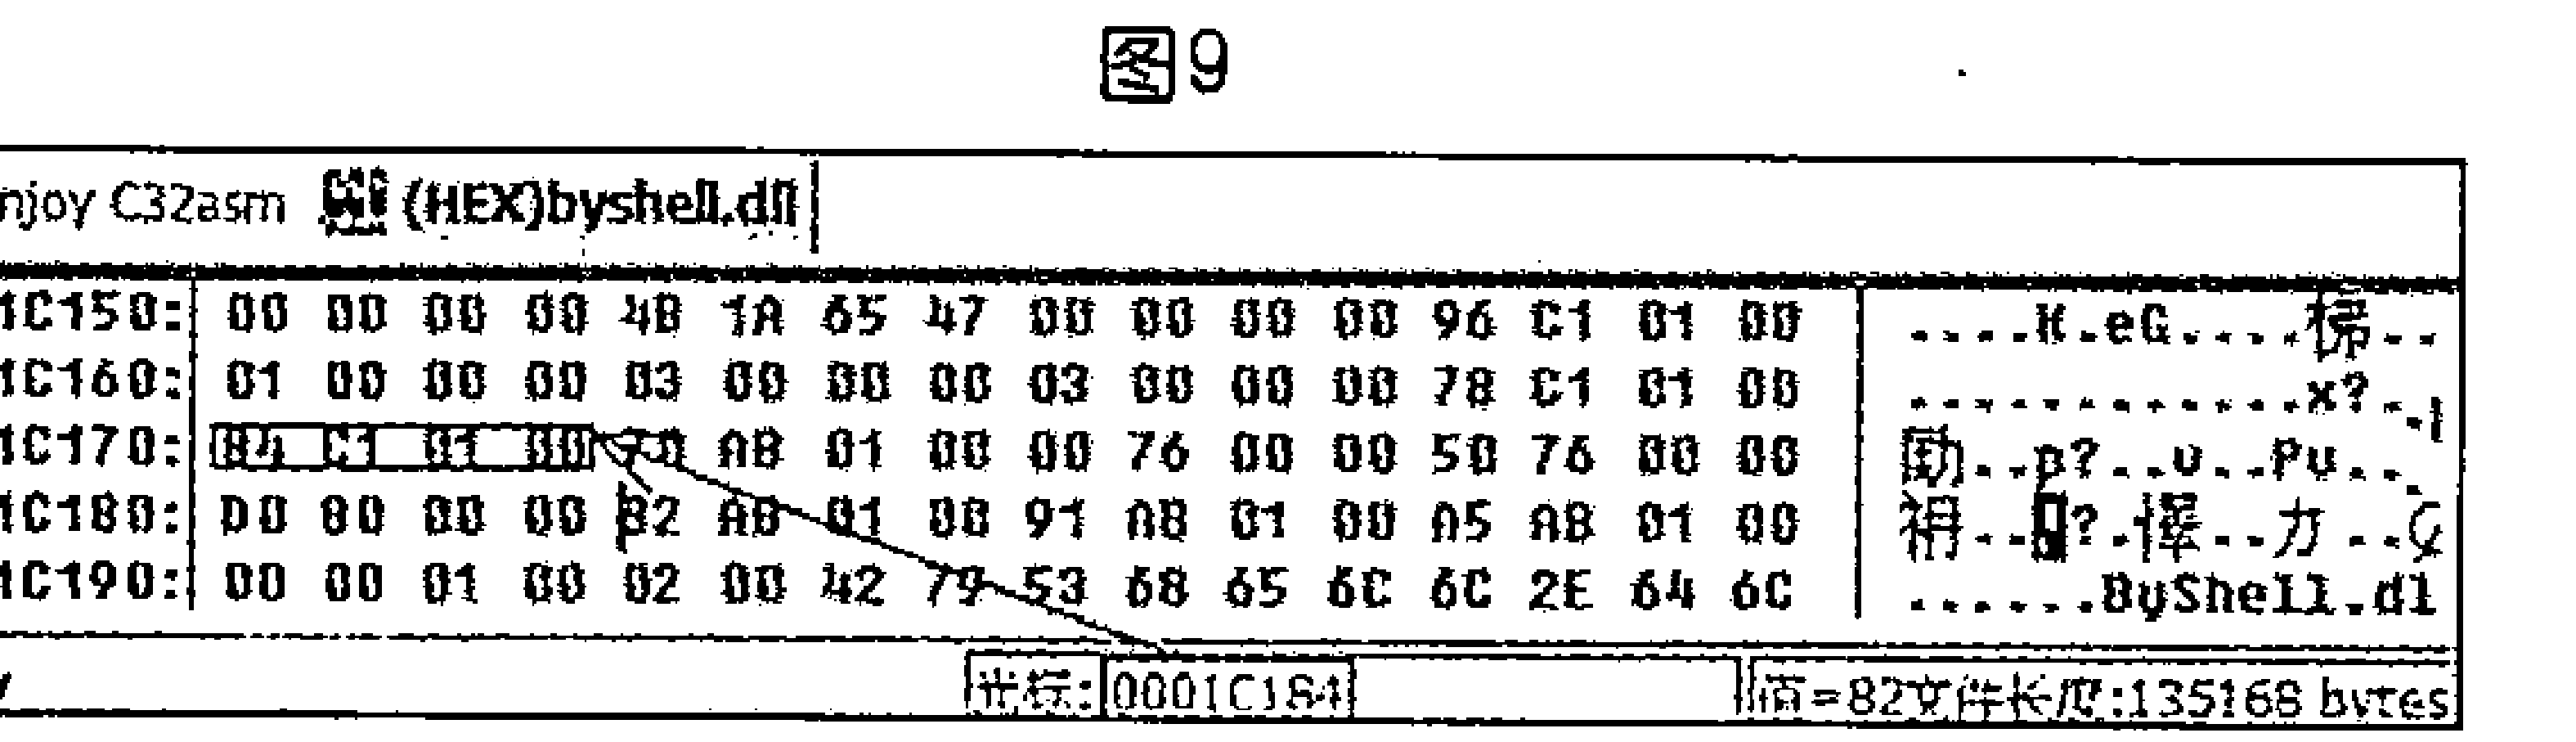 图9
njoy C32asm (HEX)byshell.dll
1C150: 00 00 00 00 4B 1A 65 47 00 00 00 00 96 C1 01 00 ....K.eG....梯..
1C160: 01 00 00 00 03 00 00 00 03 00 00 00 78 C1 01 00 ............x?..
1C170: 84 C1 01 00 70 AB 01 00 00 76 00 00 50 76 00 00 ..p?..v..Pv..
1C180: D0 80 00 00 82 AB 01 00 91 AB 01 00 A5 AB 01 00 ..?.........
1C190: 00 00 01 00 02 00 42 79 53 68 65 6C 6C 2E 64 6C ......ByShell.dl
光标: 0001C184 值=82文件长度:135168 bytes